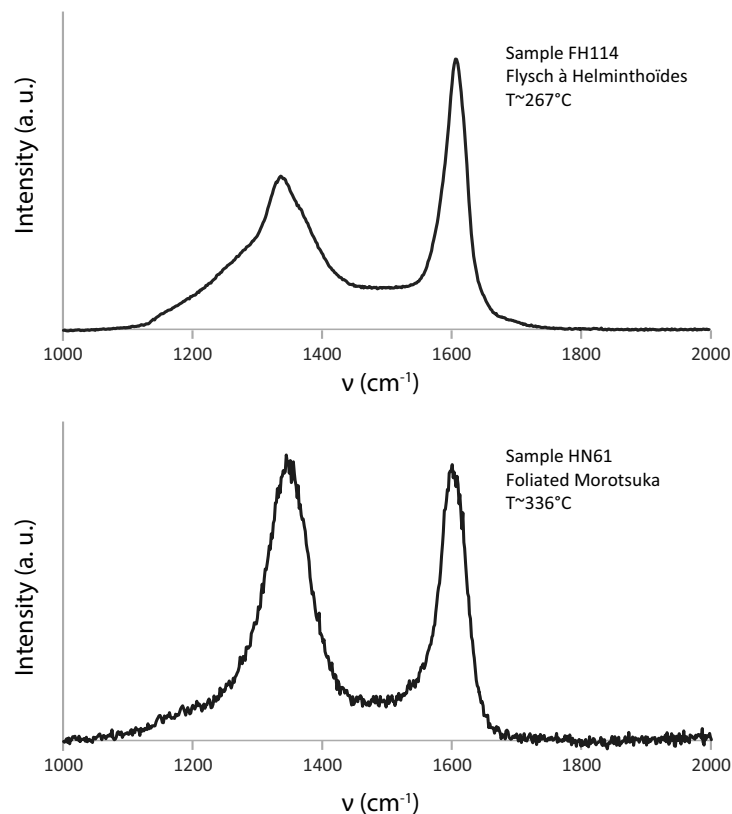 Sample FH114
Flysch à Helminthoïdes
T~267°C
Intensity (a. u.)
1000 1200 1400 1600 1800 2000
ν (cm-1)
Sample HN61
Foliated Morotsuka
T~336°C
Intensity (a. u.)
1000 1200 1400 1600 1800 2000
ν (cm-1)